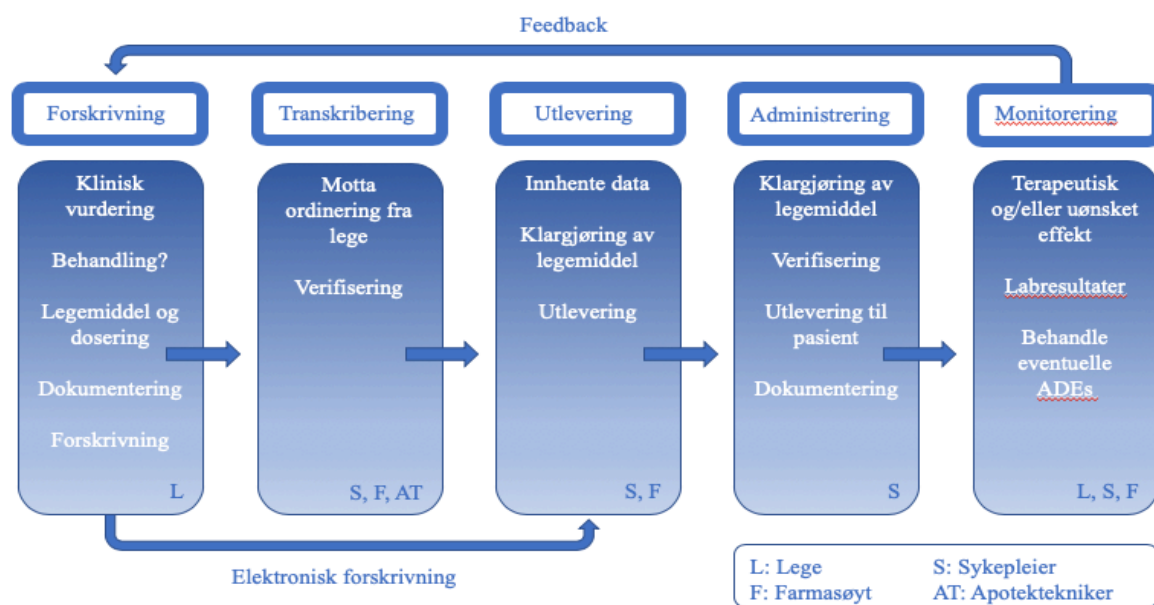 Feedback
Forskrivning
Transkribering
Utlevering
Administrering
Monitorering
Klinisk
vurdering
Behandling?
Legemiddel og
dosering
Dokumentering
Forskrivning
L
Motta
ordinering fra
lege
Verifisering
S, F, AT
Innhente data
Klargjøring av
legemiddel
Utlevering
S, F
Klargjøring av
legemiddel
Verifisering
Utlevering til
pasient
Dokumentering
S
Terapeutisk
og/eller uønsket
effekt
Labresultater
Behandle
eventuelle
ADEs
L, S, F
Elektronisk forskrivning
L: Lege
S: Sykepleier
F: Farmasøyt
AT: Apotektekniker